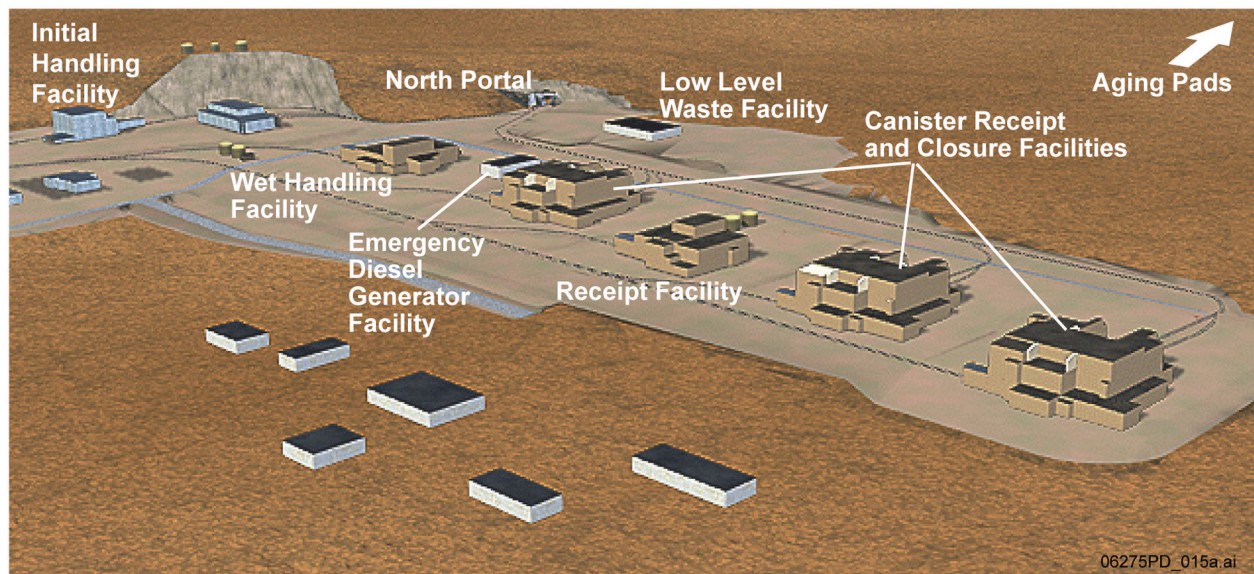 Initial
Handling
Facility
North Portal
Low Level
Waste Facility
Aging Pads
Canister Receipt
and Closure Facilities
Wet Handling
Facility
Emergency
Diesel
Generator
Facility
Receipt Facility
06275PD_015a.ai